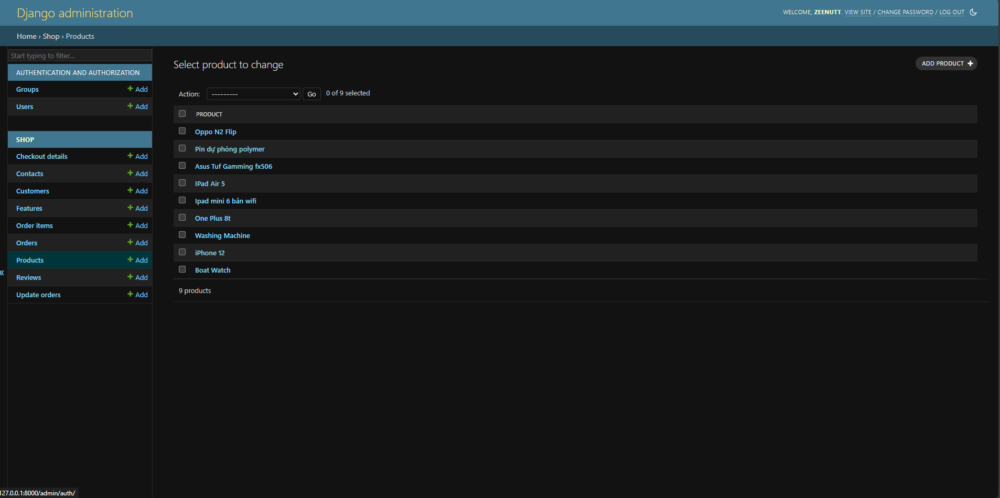 Django administration
WELCOME, ZEENUTT. VIEW SITE / CHANGE PASSWORD / LOG OUT
Home › Shop › Products
Start typing to filter...
AUTHENTICATION AND AUTHORIZATION
Groups + Add
Users + Add
SHOP
Checkout details + Add
Contacts + Add
Customers + Add
Features + Add
Order items + Add
Orders + Add
Products + Add
Reviews + Add
Update orders + Add
«
Select product to change
ADD PRODUCT +
Action: --------- Go 0 of 9 selected
PRODUCT
Oppo N2 Flip
Pin dự phòng polymer
Asus Tuf Gamming fx506
IPad Air 5
Ipad mini 6 bản wifi
One Plus 8t
Washing Machine
iPhone 12
Boat Watch
9 products
127.0.0.1:8000/admin/auth/